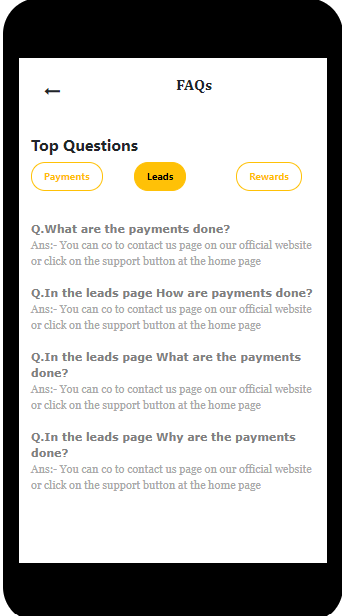 ←
FAQs
Top Questions
Payments Leads Rewards
Q.What are the payments done?
Ans:- You can co to contact us page on our official website
or click on the support button at the home page
Q.In the leads page How are payments done?
Ans:- You can co to contact us page on our official website
or click on the support button at the home page
Q.In the leads page What are the payments
done?
Ans:- You can co to contact us page on our official website
or click on the support button at the home page
Q.In the leads page Why are the payments
done?
Ans:- You can co to contact us page on our official website
or click on the support button at the home page